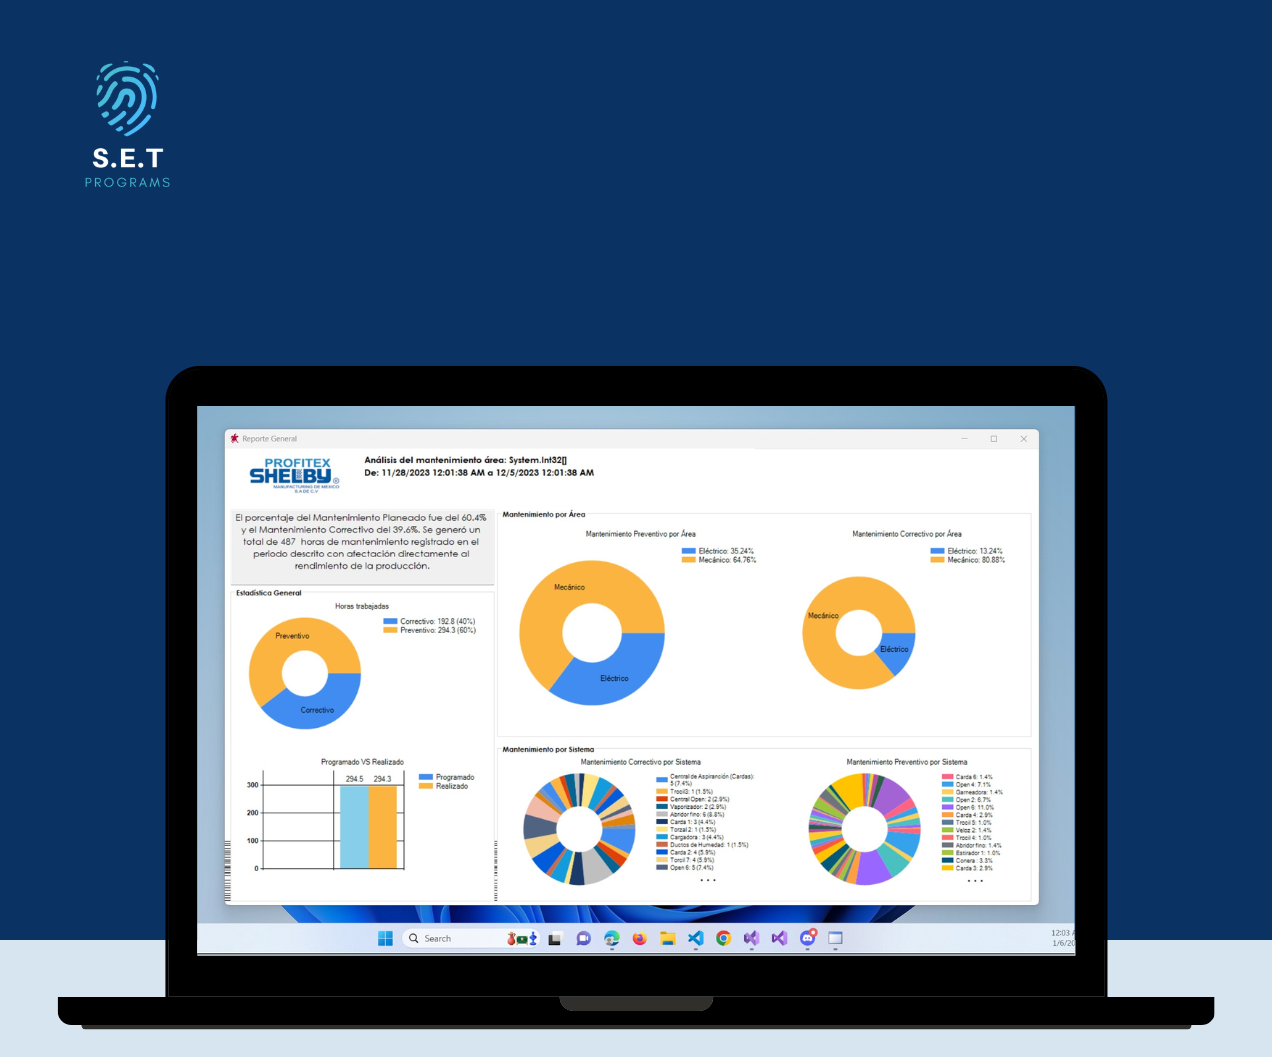 S.E.T
PROGRAMS
Reporte General
PROFITEX
SHELBY®
MANUFACTURING DE MEXICO
S.A DE C.V
Análisis del mantenimiento área: System.Int32[]
De: 11/28/2023 12:01:38 AM a 12/5/2023 12:01:38 AM
El porcentaje del Mantenimiento Planeado fue del 60.4%
y el Mantenimiento Correctivo del 39.6%. Se generó un
total de 487 horas de mantenimiento registrado en el
periodo descrito con afectación directamente al
rendimiento de la producción.
Estadística General
Horas trabajadas
Correctivo: 192.8 (40%)
Preventivo: 294.3 (60%)
Preventivo
Correctivo
Programado VS Realizado
Programado
Realizado
294.5 294.3
300
200
100
0
Mantenimiento por Área
Mantenimiento Preventivo por Área
Eléctrico: 35.24%
Mecánico: 64.76%
Mecánico
Eléctrico
Mantenimiento Correctivo por Área
Eléctrico: 13.24%
Mecánico: 80.88%
Mecánico
Eléctrico
Mantenimiento por Sistema
Mantenimiento Correctivo por Sistema
Central de Aspiranción (Cardas):
5 (7.4%)
Trocil3: 1 (1.5%)
Central Open: 2 (2.9%)
Vaporizador: 2 (2.9%)
Abridor fino: 6 (8.8%)
Carda 1: 3 (4.4%)
Torzal 2: 1 (1.5%)
Cargadora : 3 (4.4%)
Ductos de Humedad: 1 (1.5%)
Carda 2: 4 (5.9%)
Torcil 7: 4 (5.9%)
Open 6: 5 (7.4%)
• • •
Mantenimiento Preventivo por Sistema
Carda 6: 1.4%
Open 4: 7.1%
Garneadora: 1.4%
Open 2: 6.7%
Open 6: 11.0%
Carda 4: 2.9%
Trocil 5: 1.0%
Veloz 2: 1.4%
Trocil 4: 1.0%
Abridor fino: 1.4%
Estirador 1: 1.0%
Conera : 3.3%
Carda 3: 2.9%
• • •
Search
12:03
1/6/20